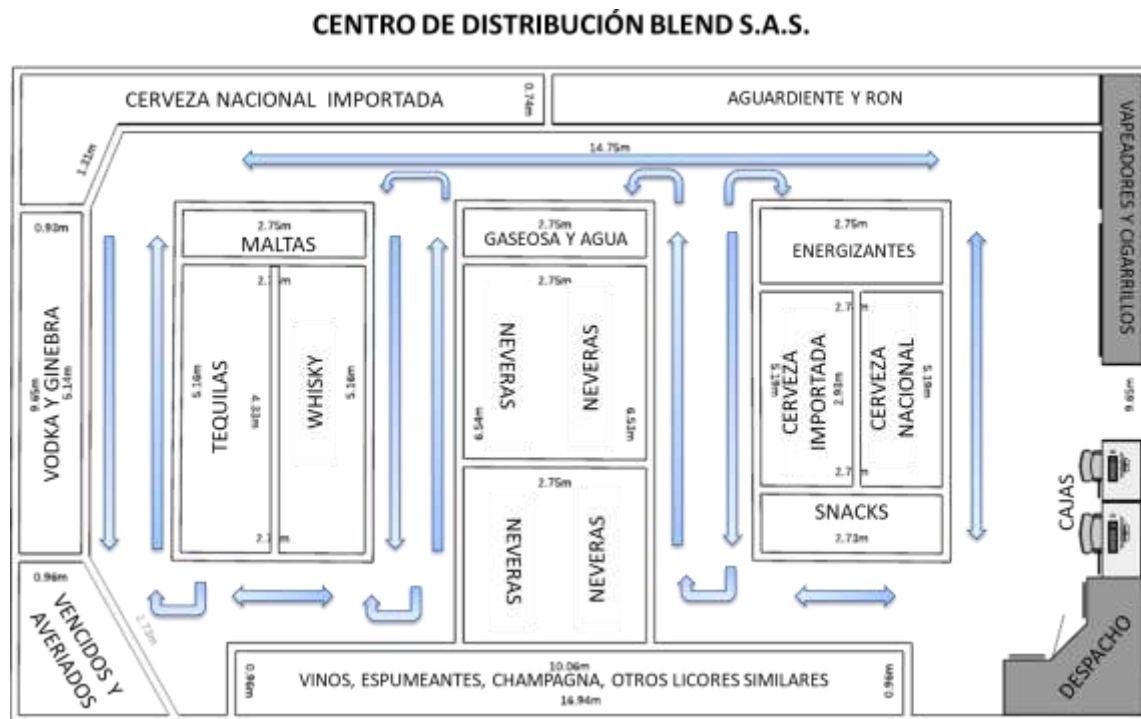 CENTRO DE DISTRIBUCIÓN BLEND S.A.S.
CERVEZA NACIONAL IMPORTADA
0.74m
AGUARDIENTE Y RON
VAPEADORES Y CIGARRILLOS
1.31m
14.75m
0.93m
2.75m
MALTAS
2.75m
GASEOSA Y AGUA
2.75m
ENERGIZANTES
VODKA Y GINEBRA
9.65m
5.14m
TEQUILAS
5.16m
4.33m
WHISKY
5.16m
2.75m
NEVERAS
NEVERAS
6.54m
6.53m
CERVEZA
IMPORTADA
5.19m
2.98m
CERVEZA
NACIONAL
5.19m
9.65m
CAJAS
2.75m
NEVERAS
NEVERAS
SNACKS
2.73m
0.96m
VENCIDOS Y
AVERIADOS
2.73m
0.96m
10.06m
VINOS, ESPUMEANTES, CHAMPAGNA, OTROS LICORES SIMILARES
16.94m
0.96m
DESPACHO